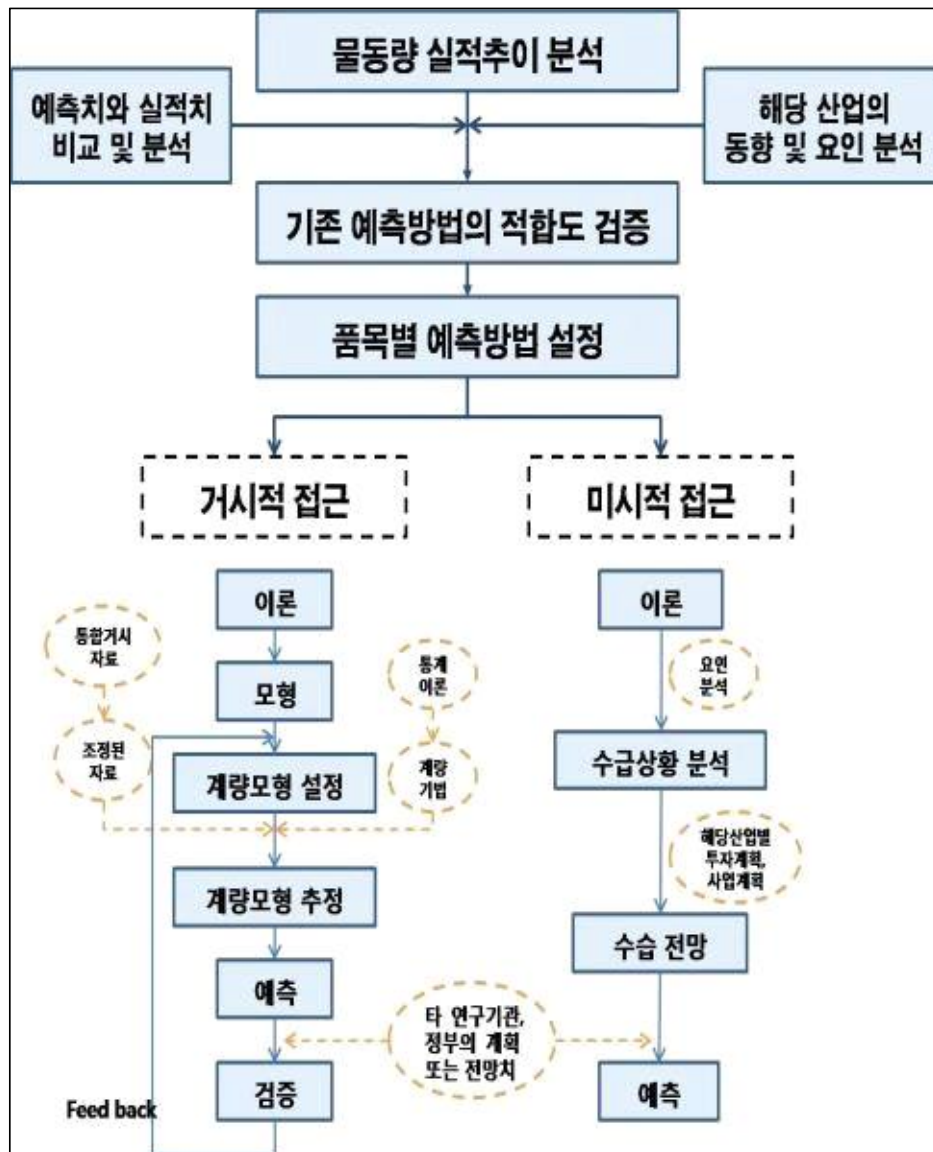 물동량 실적추이 분석
예측치와 실적치
비교 및 분석
해당 산업의
동향 및 요인 분석
기존 예측방법의 적합도 검증
품목별 예측방법 설정
거시적 접근
미시적 접근
이론
통합거시
자료
모형
통계
이론
조정된
자료
계량모형 설정
계량
기법
계량모형 추정
예측
검증
Feed back
타 연구기관,
정부의 계획
또는 전망치
이론
요인
분석
수급상황 분석
해당산업별
투자계획,
사업계획
수습 전망
예측